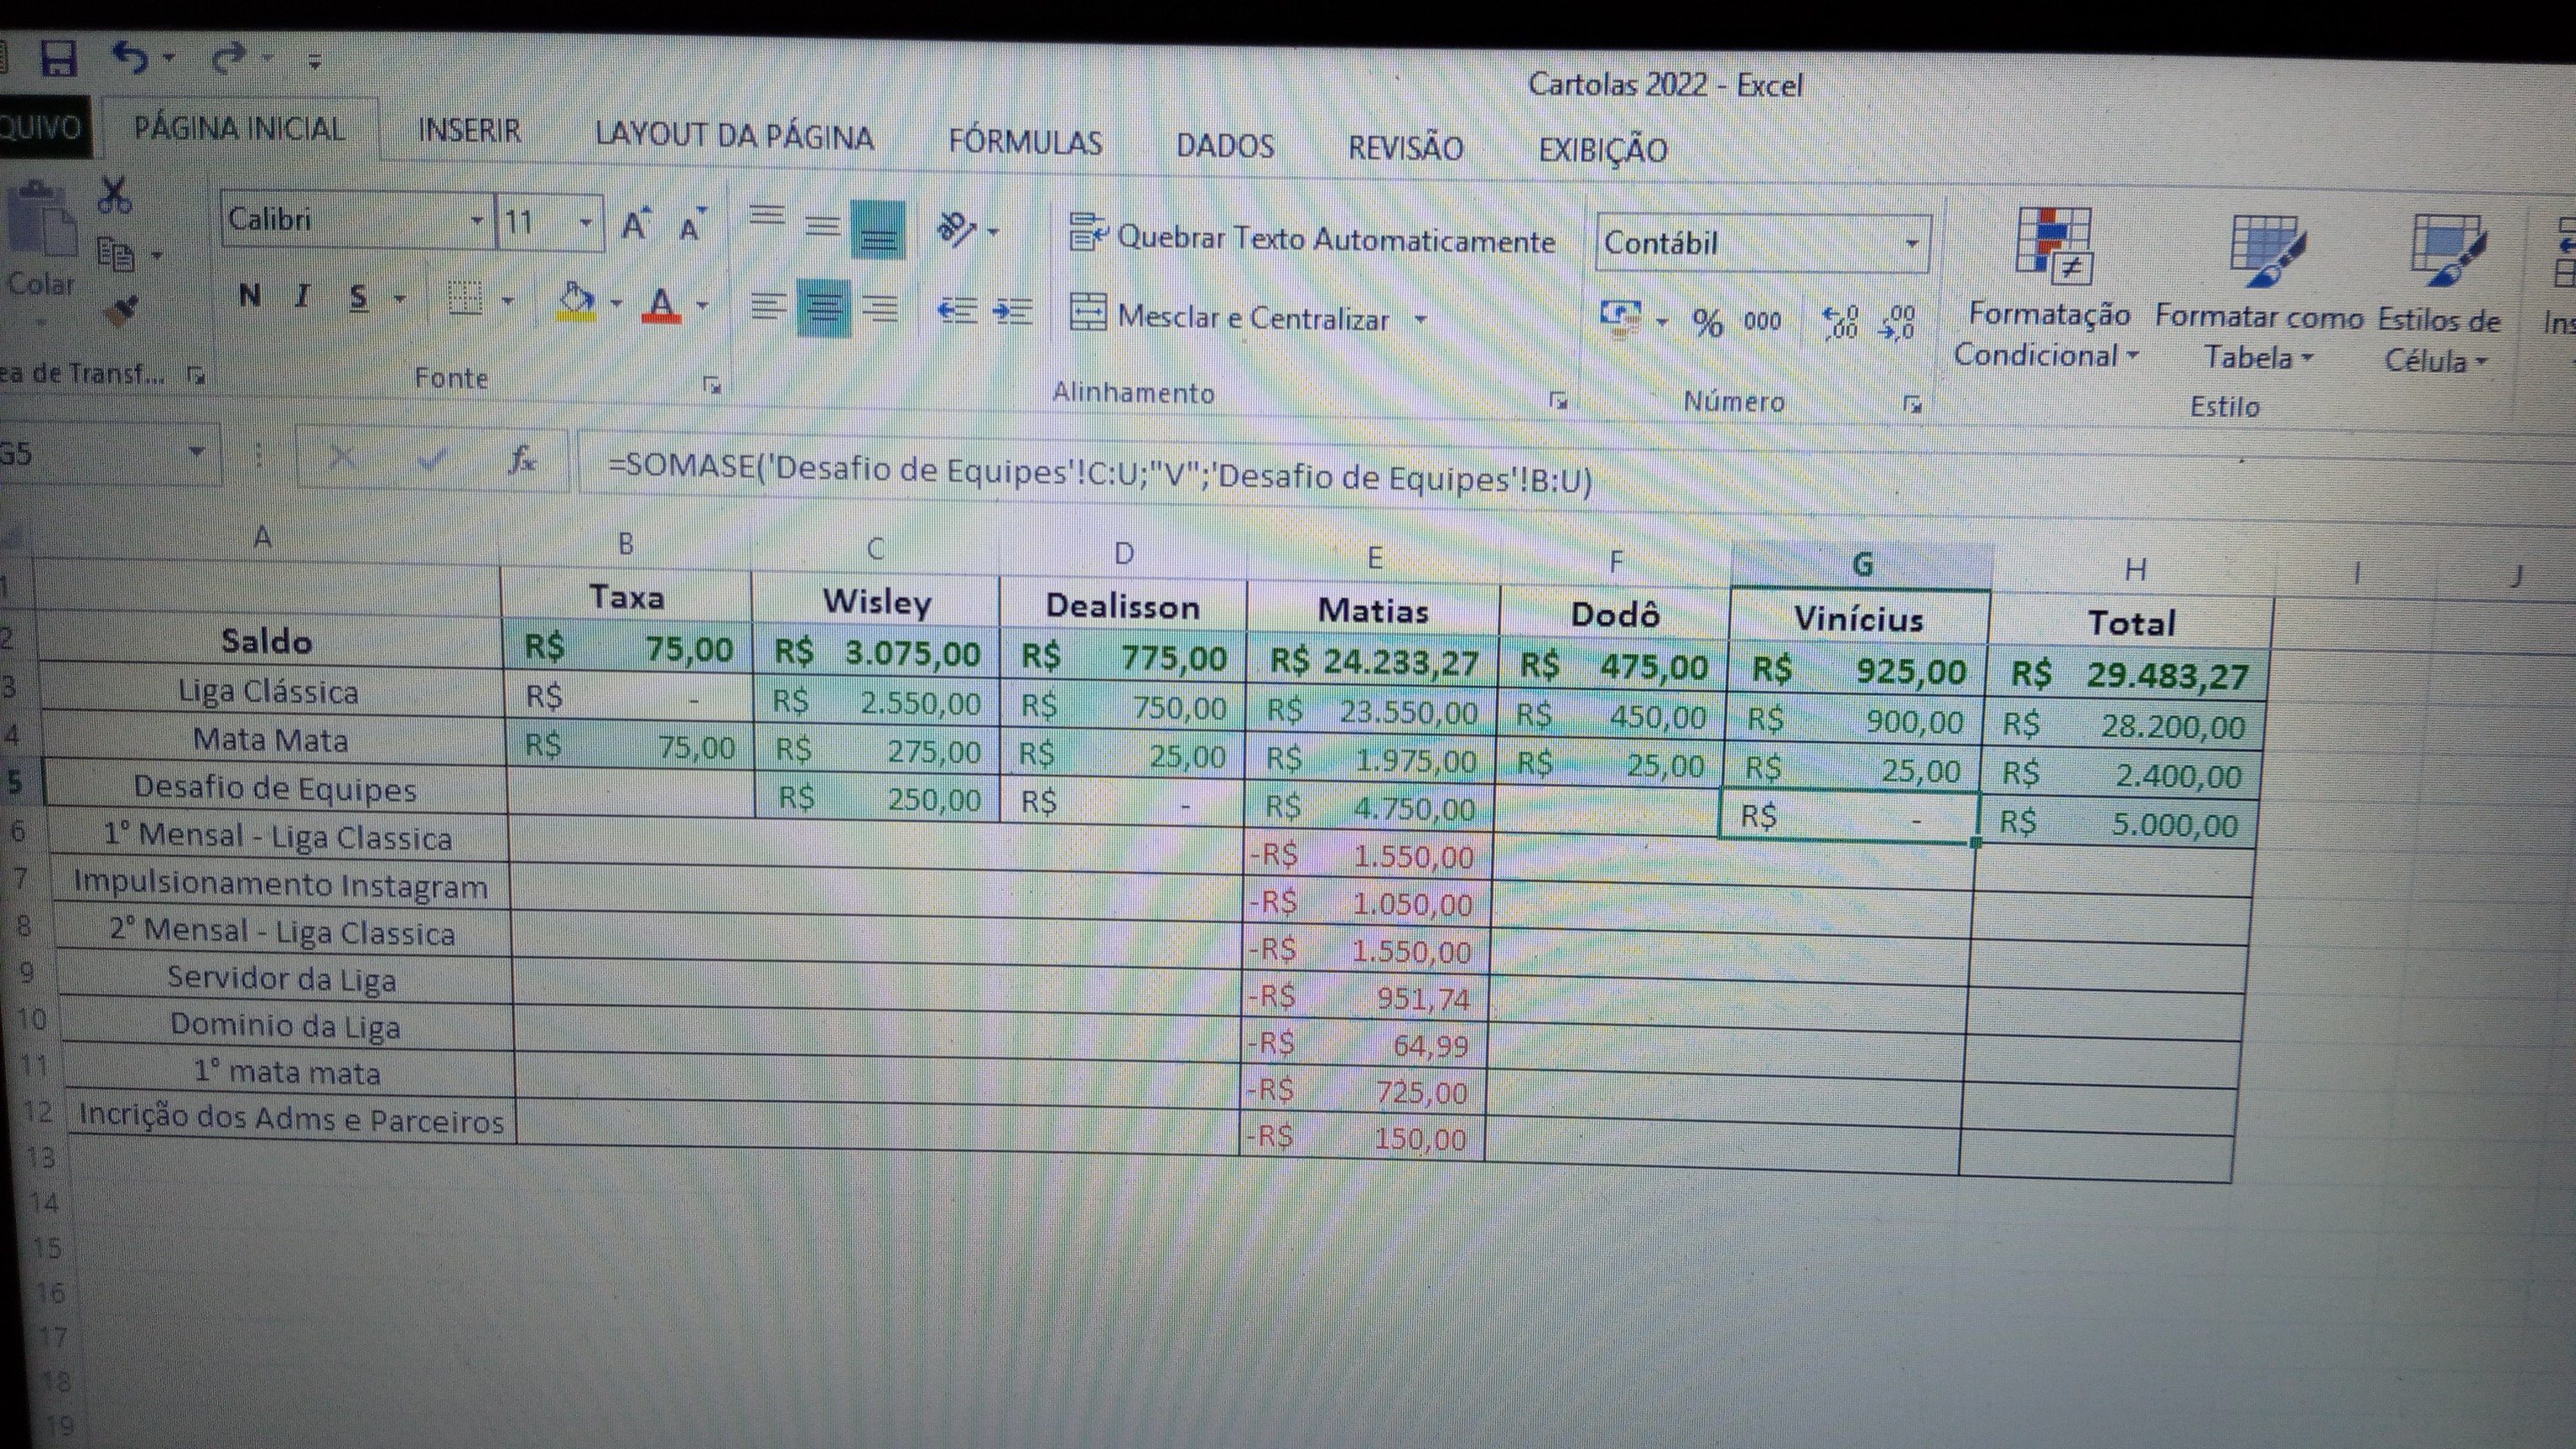 Cartolas 2022 - Excel
QUIVO PÁGINA INICIAL INSERIR LAYOUT DA PÁGINA FÓRMULAS DADOS REVISÃO EXIBIÇÃO
Calibri 11 Quebrar Texto Automaticamente Contábil
Colar N I S Mesclar e Centralizar % 000 Formatação Condicional Formatar como Tabela Estilos de Célula Ins
ea de Transf... Fonte Alinhamento Número Estilo
G5 fx =SOMASE('Desafio de Equipes'!C:U;"V";'Desafio de Equipes'!B:U)
A B C D E F G H I J
1 Taxa Wisley Dealisson Matias Dodô Vinícius Total
2 Saldo R$ 75,00 R$ 3.075,00 R$ 775,00 R$ 24.233,27 R$ 475,00 R$ 925,00 R$ 29.483,27
3 Liga Clássica R$ - R$ 2.550,00 R$ 750,00 R$ 23.550,00 R$ 450,00 R$ 900,00 R$ 28.200,00
4 Mata Mata R$ 75,00 R$ 275,00 R$ 25,00 R$ 1.975,00 R$ 25,00 R$ 25,00 R$ 2.400,00
5 Desafio de Equipes R$ 250,00 R$ - R$ 4.750,00 R$ - R$ 5.000,00
6 1° Mensal - Liga Classica -R$ 1.550,00
7 Impulsionamento Instagram -R$ 1.050,00
8 2° Mensal - Liga Classica -R$ 1.550,00
9 Servidor da Liga -R$ 951,74
10 Dominio da Liga -R$ 64,99
11 1° mata mata -R$ 725,00
12 Incrição dos Adms e Parceiros -R$ 150,00
13
14
15
16
17
18
19